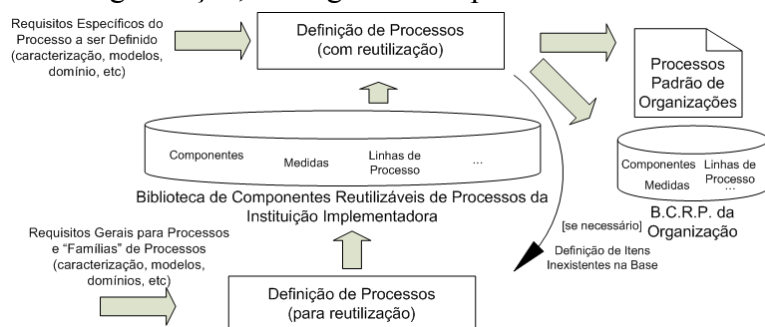 Requisitos Específicos do
Processo a ser Definido
(caracterização, modelos,
domínio, etc)
Definição de Processos
(com reutilização)
Processos
Padrão de
Organizações
Componentes
Medidas
Linhas de
Processo
...
Biblioteca de Componentes Reutilizáveis de Processos da
Instituição Implementadora
Componentes
Linhas de
Processo
Medidas
...
B.C.R.P. da
Organização
[se necessário]
Definição de Itens
Inexistentes na Base
Requisitos Gerais para Processos
e “Famílias” de Processos
(caracterização, modelos,
domínios, etc)
Definição de Processos
(para reutilização)